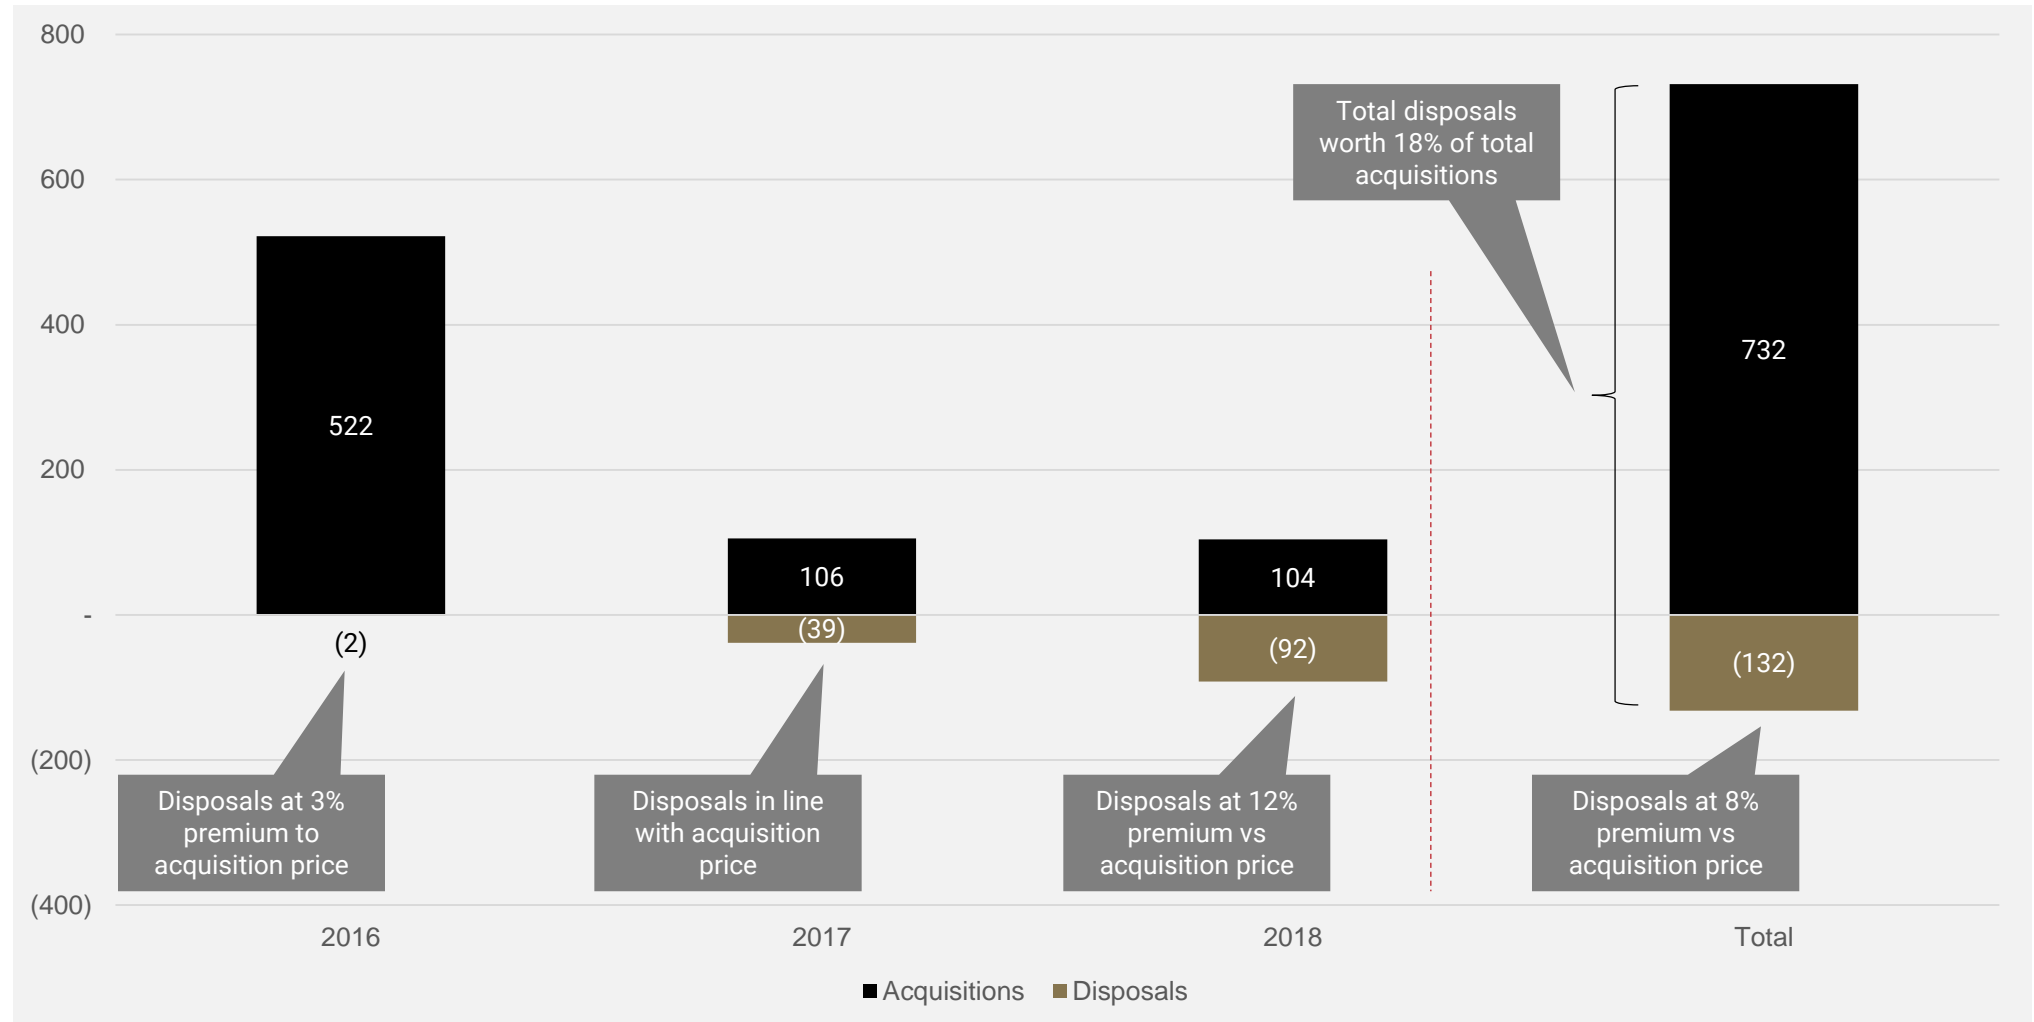 800
600
400
200
-
(200)
(400)
Total disposals
worth 18% of total
acquisitions
522
106
104
732
(2)
(39)
(92)
(132)
Disposals at 3%
premium to
acquisition price
Disposals in line
with acquisition
price
Disposals at 12%
premium vs
acquisition price
Disposals at 8%
premium vs
acquisition price
2016
2017
2018
Total
Acquisitions
Disposals